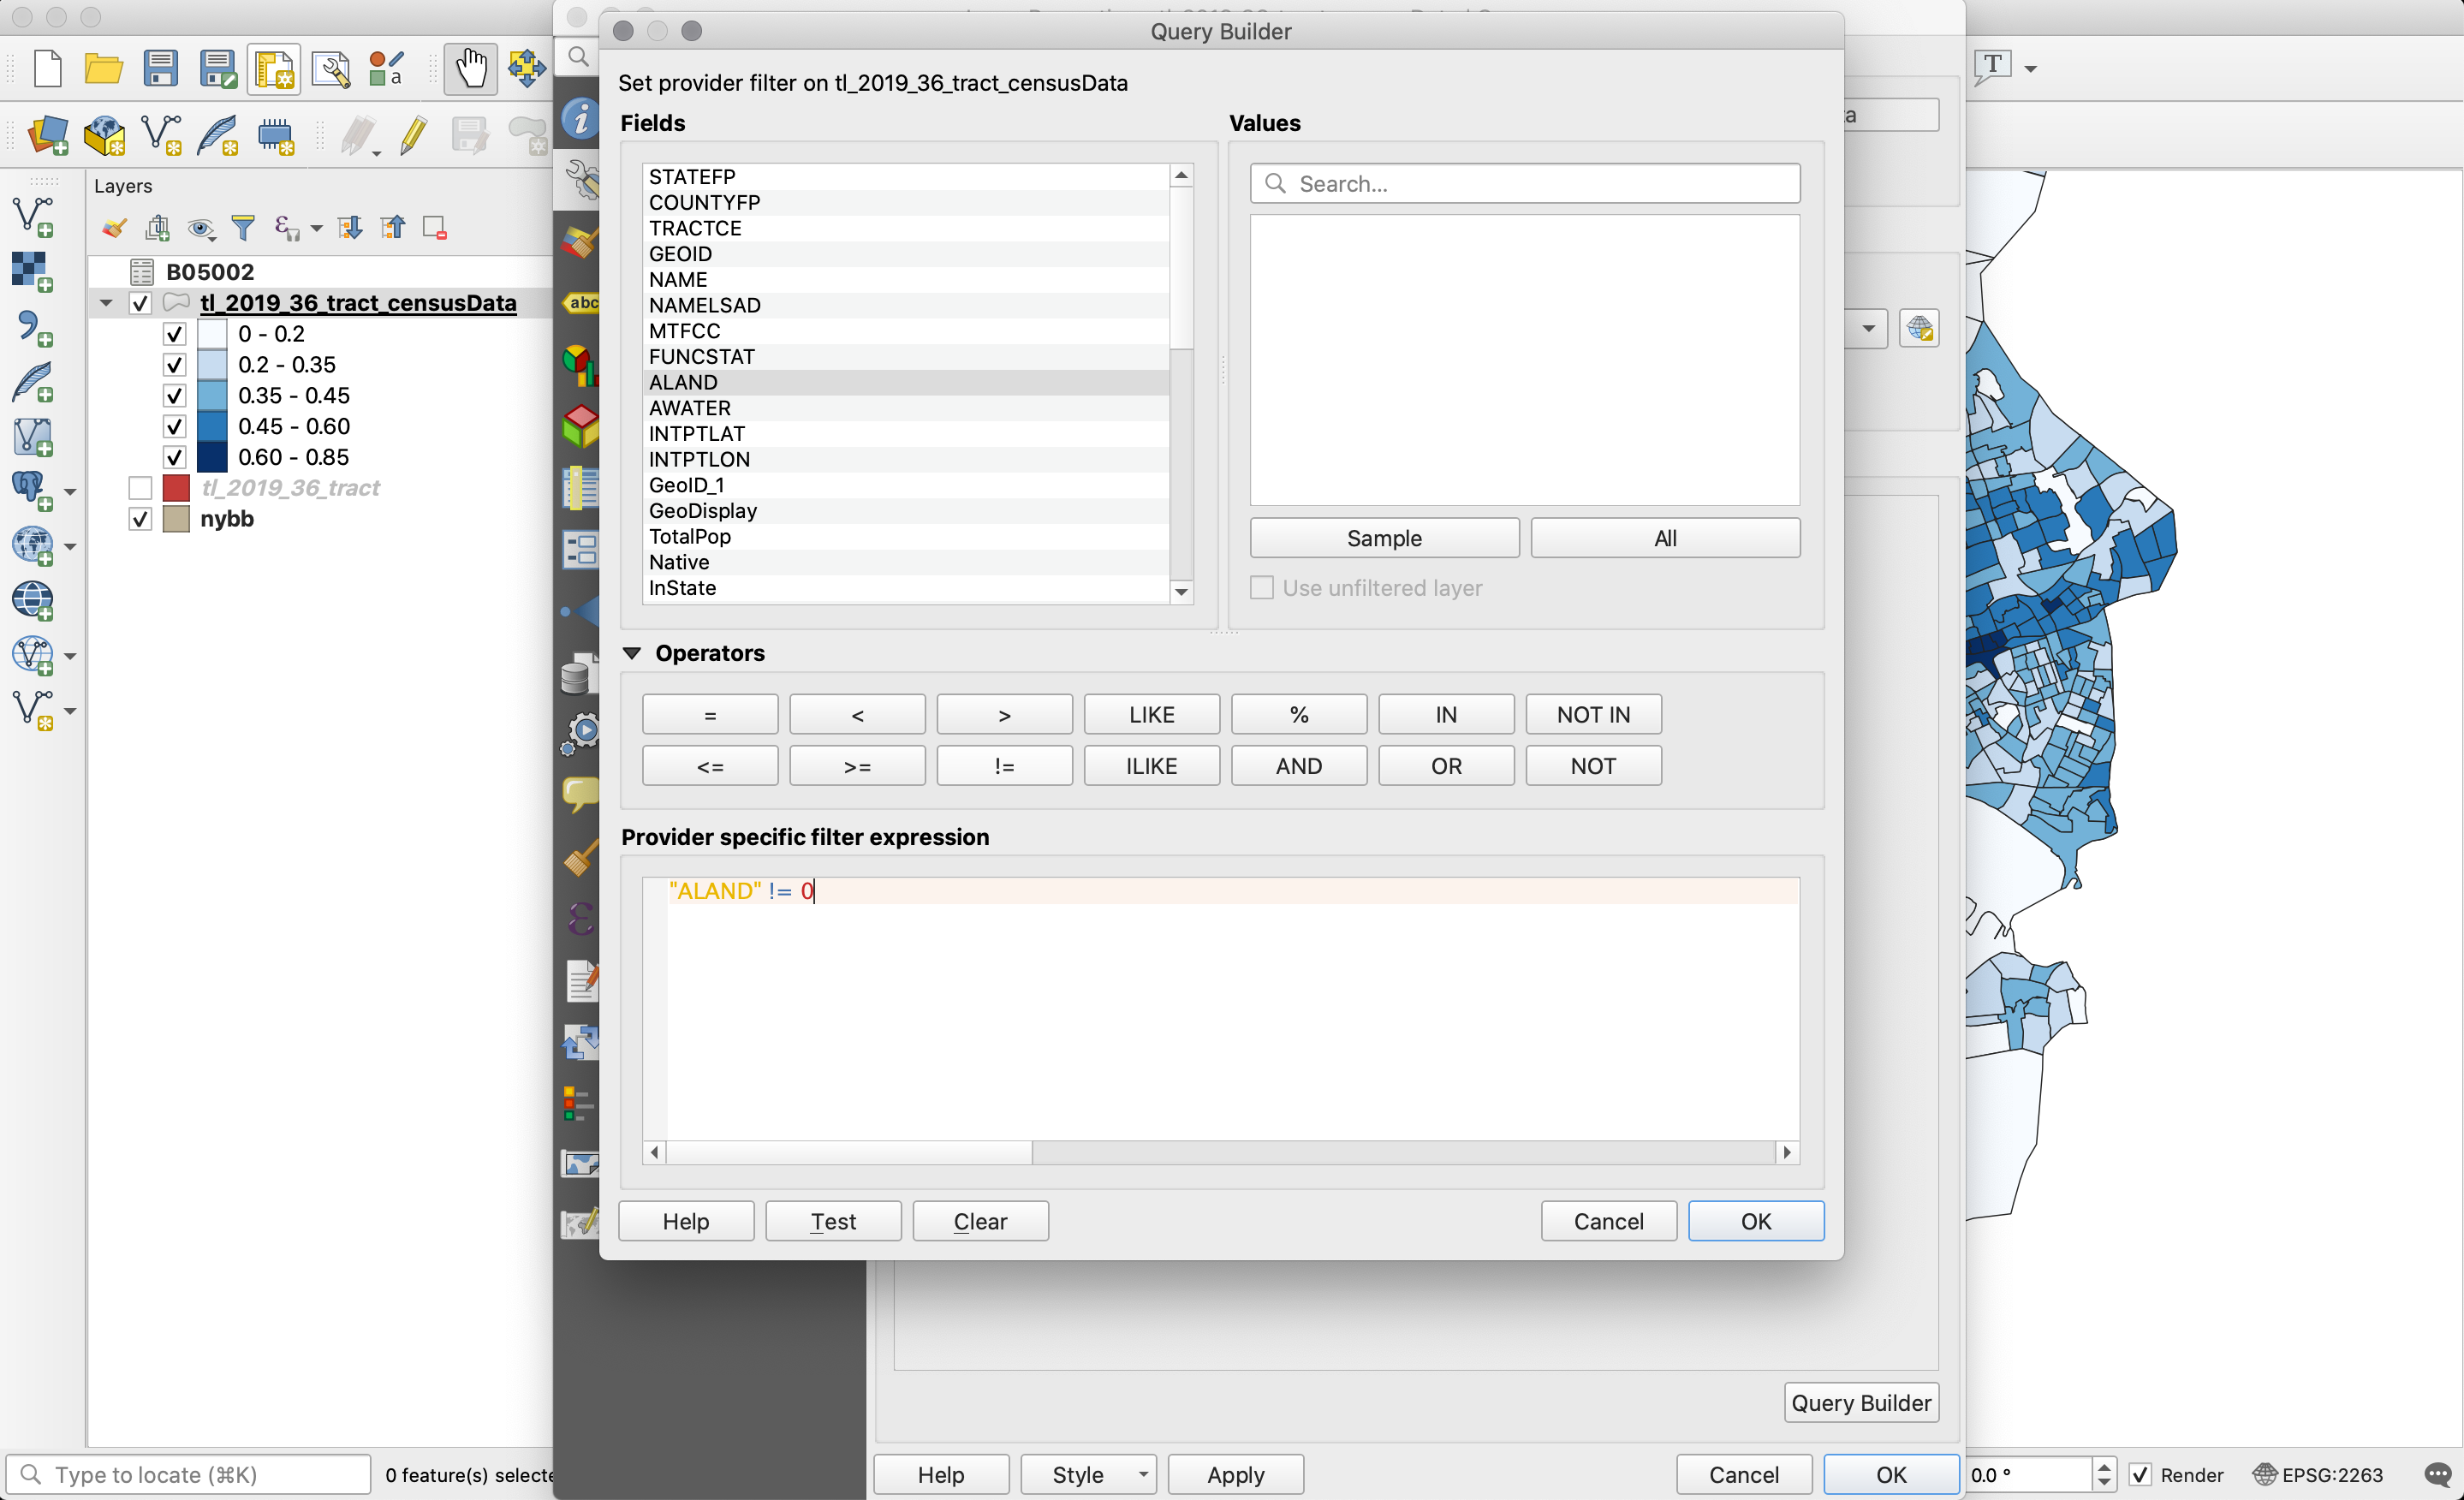 Query Builder
Set provider filter on tl_2019_36_tract_censusData
Fields
Values
STATEFP
COUNTYFP
TRACTCE
GEOID
NAME
NAMELSAD
MTFCC
FUNCSTAT
ALAND
AWATER
INTPTLAT
INTPTLON
GeoID_1
GeoDisplay
TotalPop
Native
InState
Search...
Sample
All
Use unfiltered layer
Operators
= < > LIKE % IN NOT IN
<= >= != ILIKE AND OR NOT
Provider specific filter expression
"ALAND" != 0
Help Test Clear Cancel OK
Layers
B05002
tl_2019_36_tract_censusData
0 - 0.2
0.2 - 0.35
0.35 - 0.45
0.45 - 0.60
0.60 - 0.85
tl_2019_36_tract
nybb
abc
a
T
a
Query Builder
Help Style Apply Cancel OK
Type to locate (⌘K)
0 feature(s) selecte
0.0 °
Render
EPSG:2263